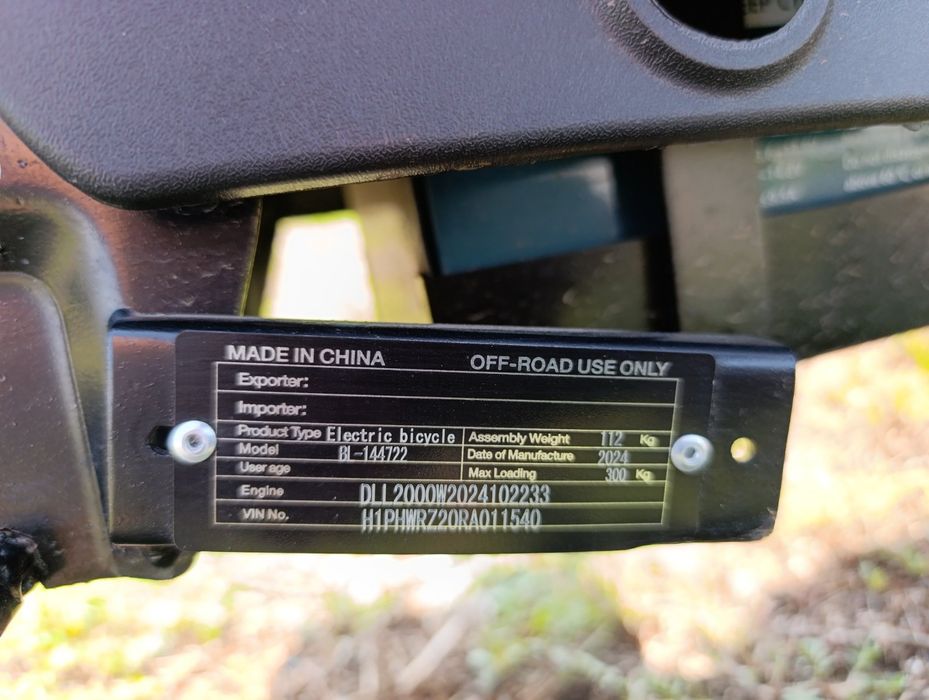 MADE IN CHINA OFF-ROAD USE ONLY
Exporter:
Importer:
Product Type Electric bicycle Assembly Weight 112 Kg
Model BI-144722 Date of Manufacture 2024
User age Max Loading 300 Kg
Engine DLL2000W2024102233
VIN No. H1PHWRZ20RA011540